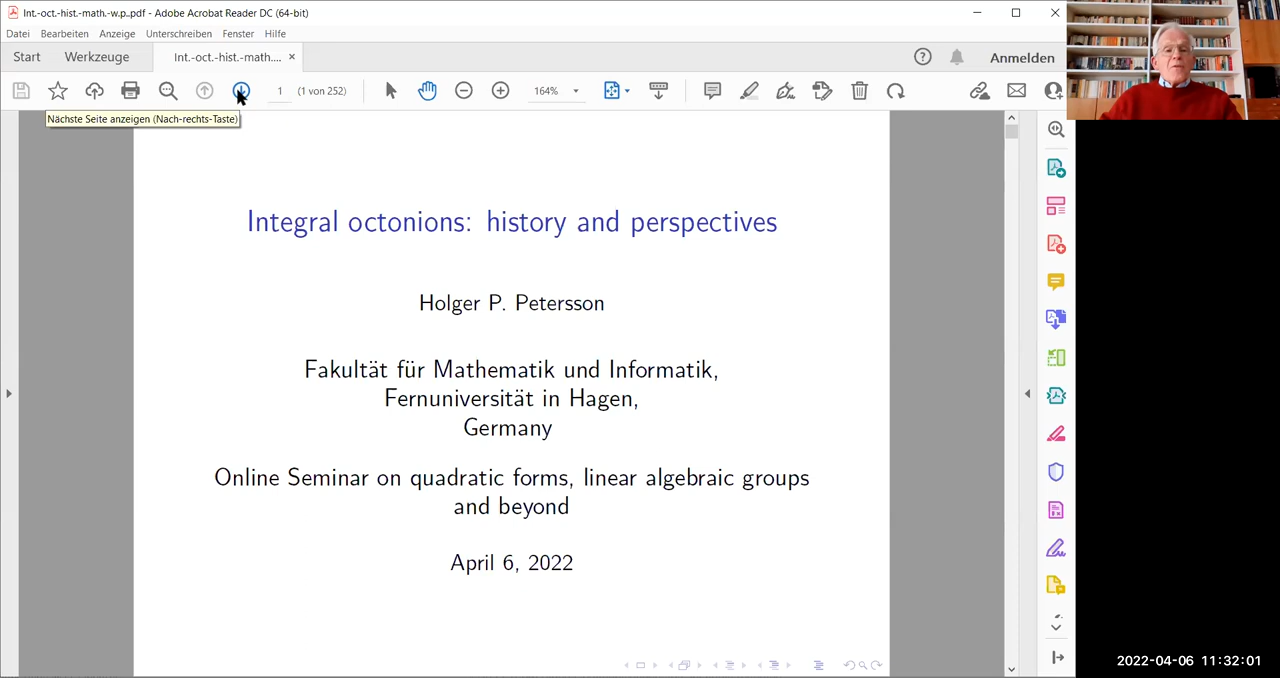 Int.-oct.-hist.-math.-w.p..pdf - Adobe Acrobat Reader DC (64-bit)
Datei Bearbeiten Anzeige Unterschreiben Fenster Hilfe
Start Werkzeuge Int.-oct.-hist.-math.... × Anmelden
1 (1 von 252) 164%
Nächste Seite anzeigen (Nach-rechts-Taste)
Integral octonions: history and perspectives
Holger P. Petersson
Fakultät für Mathematik und Informatik,
Fernuniversität in Hagen,
Germany
Online Seminar on quadratic forms, linear algebraic groups
and beyond
April 6, 2022
2022-04-06 11:32:01